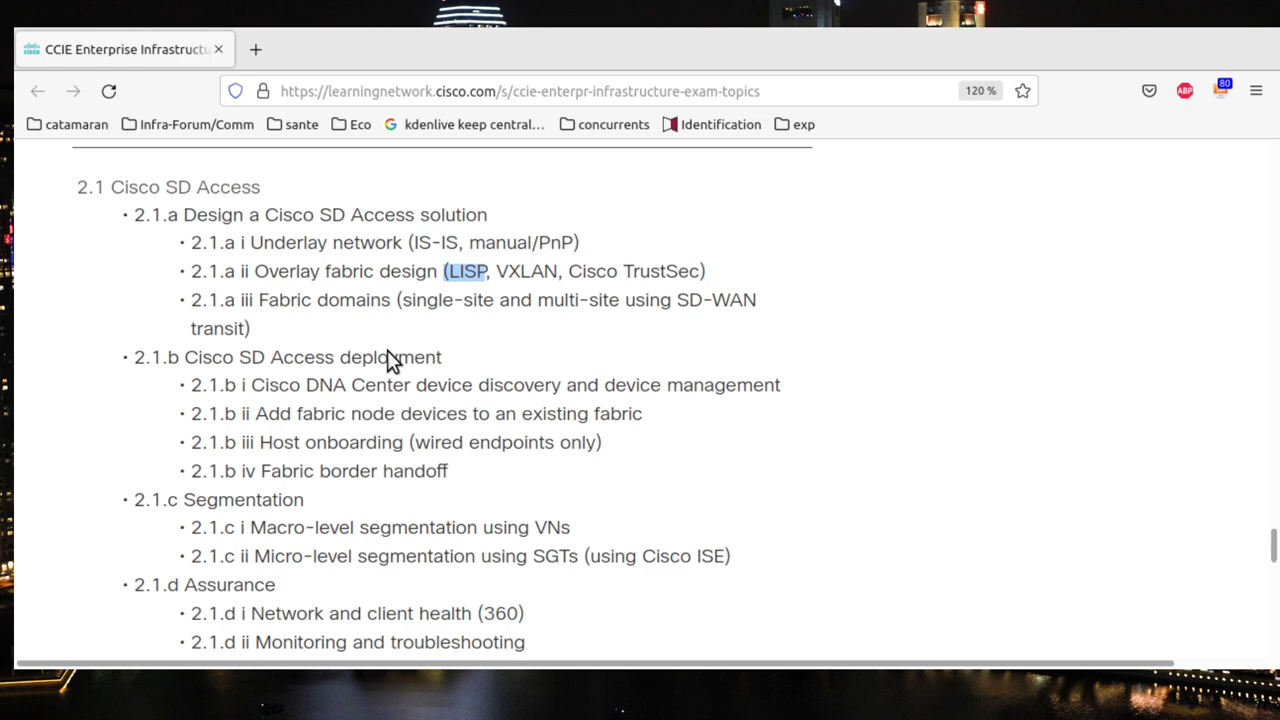 CCIE Enterprise Infrastructu
https://learningnetwork.cisco.com/s/ccie-enterpr-infrastructure-exam-topics
120 %
ABP
80
catamaran
Infra-Forum/Comm
sante
Eco
G kdenlive keep central...
concurrents
Identification
exp
2.1 Cisco SD Access
• 2.1.a Design a Cisco SD Access solution
• 2.1.a i Underlay network (IS-IS, manual/PnP)
• 2.1.a ii Overlay fabric design (LISP, VXLAN, Cisco TrustSec)
• 2.1.a iii Fabric domains (single-site and multi-site using SD-WAN
transit)
• 2.1.b Cisco SD Access deployment
• 2.1.b i Cisco DNA Center device discovery and device management
• 2.1.b ii Add fabric node devices to an existing fabric
• 2.1.b iii Host onboarding (wired endpoints only)
• 2.1.b iv Fabric border handoff
• 2.1.c Segmentation
• 2.1.c i Macro-level segmentation using VNs
• 2.1.c ii Micro-level segmentation using SGTs (using Cisco ISE)
• 2.1.d Assurance
• 2.1.d i Network and client health (360)
• 2.1.d ii Monitoring and troubleshooting